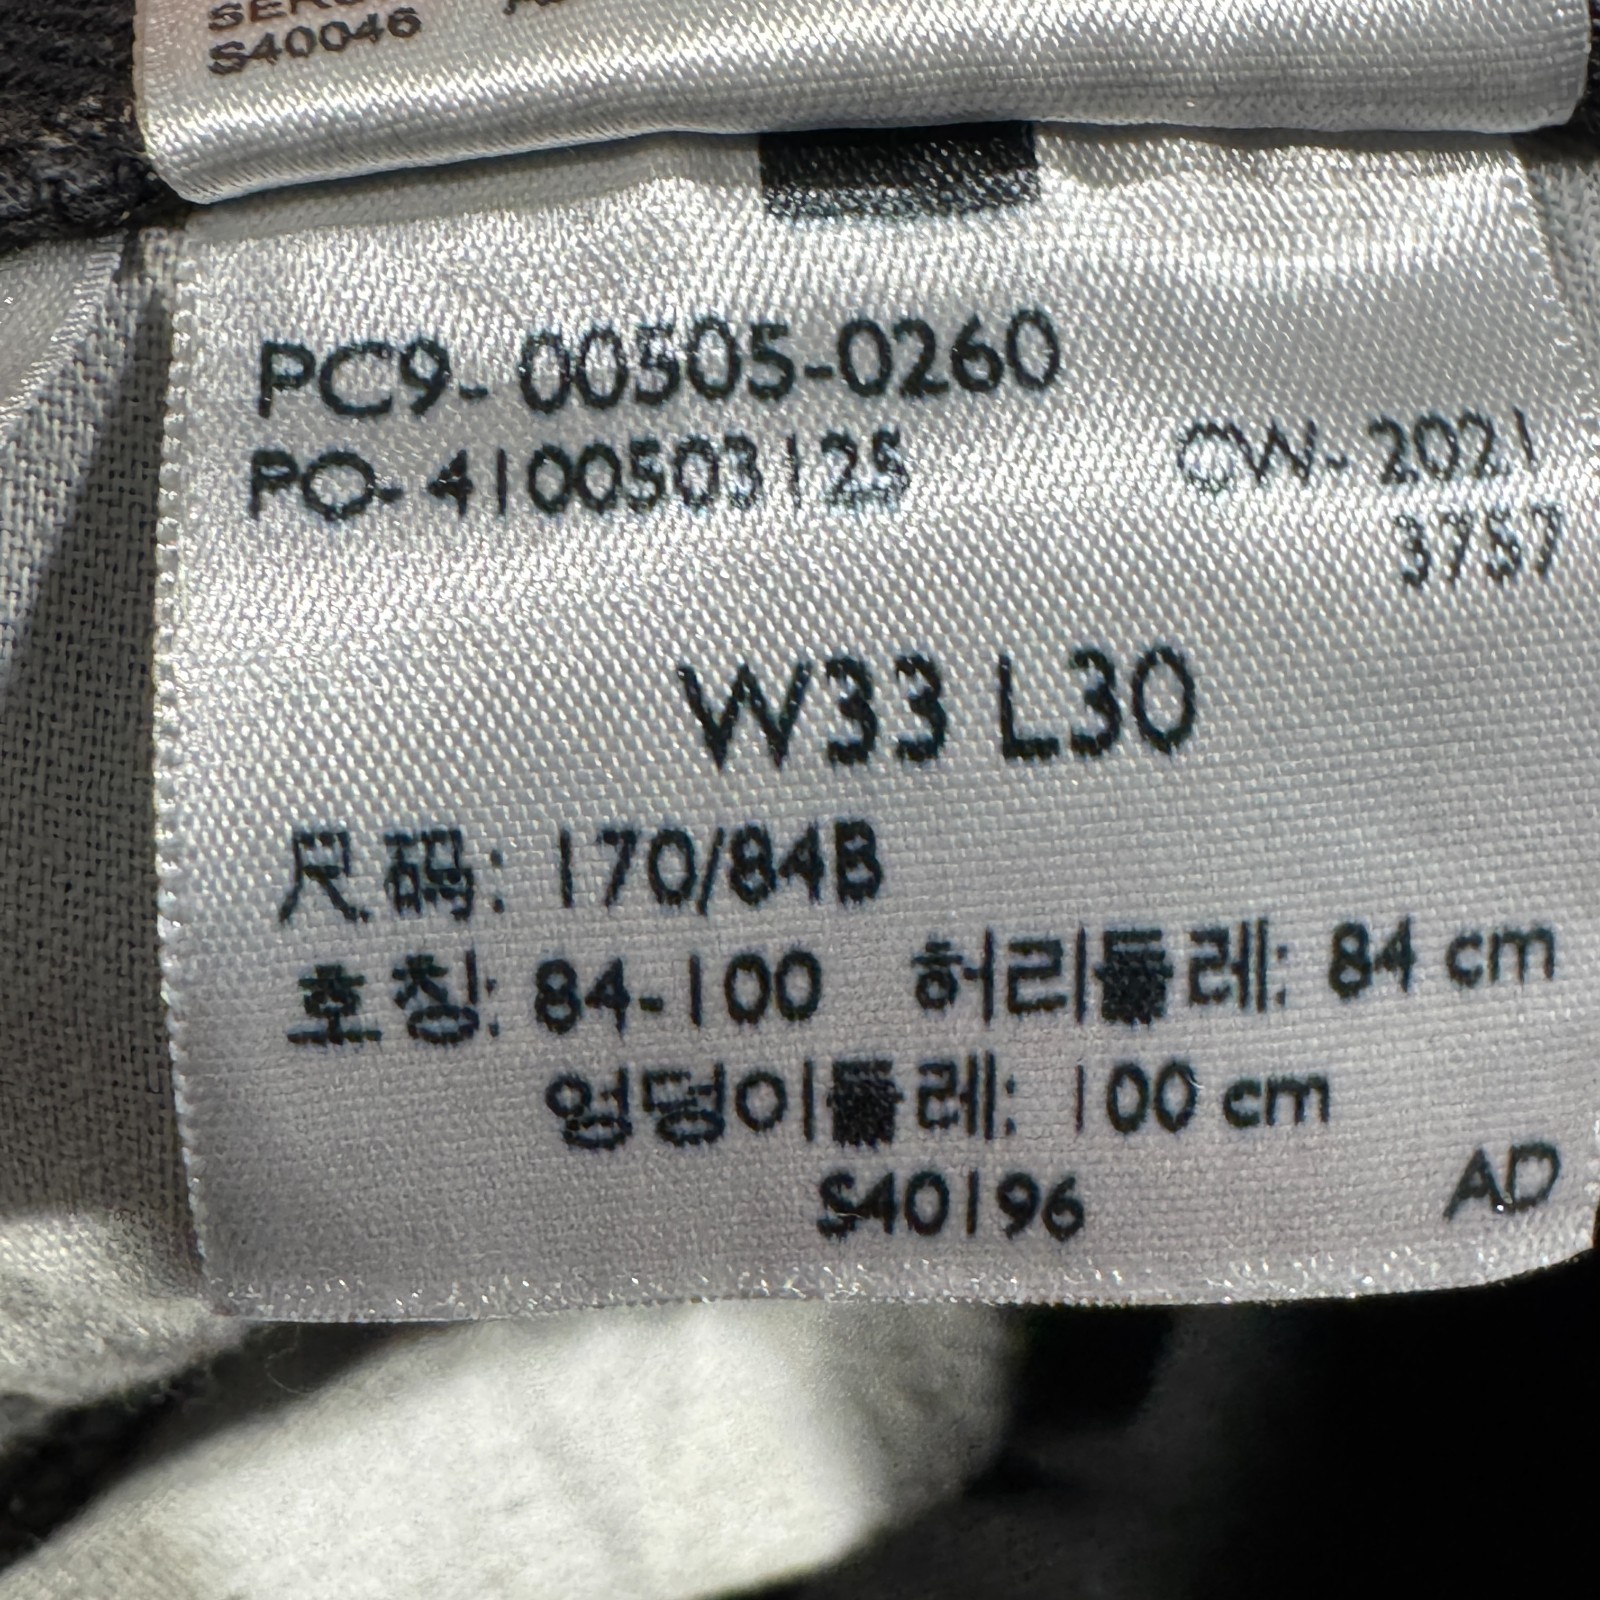 S40046
PC9- 00505-0260
PO- 4100503125 CW- 2021
3757
W33 L30
尺码: 170/84B
호칭: 84-100 허리둘레: 84 cm
엉덩이둘레: 100 cm
S40196 AD